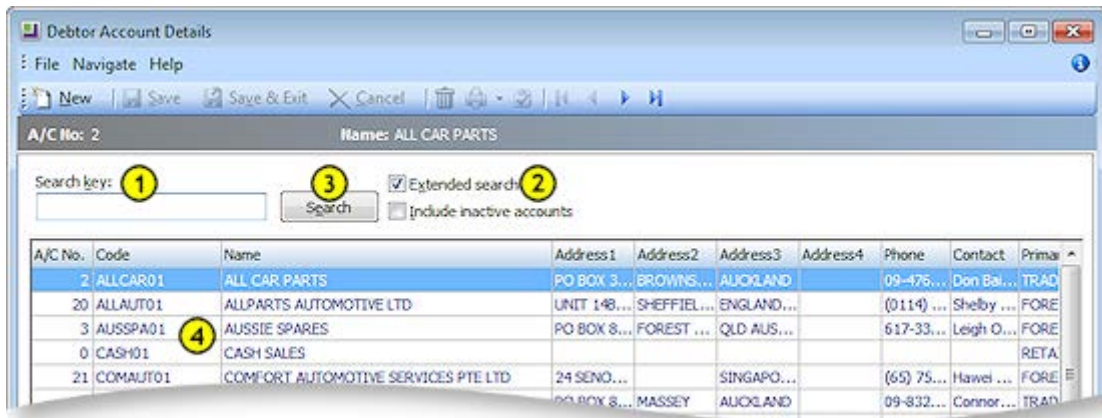 Debtor Account Details
File Navigate Help
New Save Save & Exit Cancel
A/C No: 2 Name: ALL CAR PARTS
Search key: 1 3 Extended search 2
Search Include inactive accounts
A/C No. Code Name Address1 Address2 Address3 Address4 Phone Contact Primar
2 ALLCAR01 ALL CAR PARTS PO BOX 3... BROWNS... AUCKLAND 09-476... Don Bai... TRAD
20 ALLAUT01 ALLPARTS AUTOMOTIVE LTD UNIT 14B... SHEFFIEL... ENGLAND... (0114) ... Shelby ... FORE
3 AUSSPA01 4 AUSSIE SPARES PO BOX 8... FOREST ... QLD AUS... 617-33... Leigh O... FORE
0 CASH01 CASH SALES RETA
21 COMAUT01 COMFORT AUTOMOTIVE SERVICES PTE LTD 24 SENO... SINGAPO... (65) 75... Hawei ... FORE
PO BOX 8... MASSEY AUCKLAND 09-832... Connor... TRAD